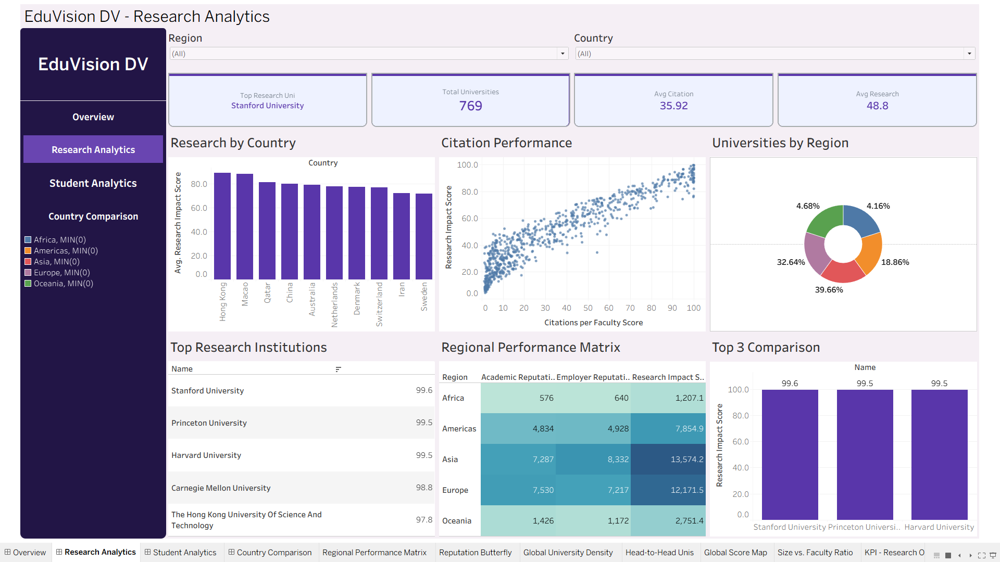 EduVision DV - Research Analytics
EduVision DV
Overview
Research Analytics
Student Analytics
Country Comparison
Africa, MIN(0)
Americas, MIN(0)
Asia, MIN(0)
Europe, MIN(0)
Oceania, MIN(0)
Region
(All)
Country
(All)
Top Research Uni
Stanford University
Total Universities
769
Avg Citation
35.92
Avg Research
48.8
Research by Country
Country
Avg. Research Impact Score
80.0
60.0
40.0
20.0
0.0
Hong Kong
Macao
Qatar
China
Australia
Netherlands
Denmark
Switzerland
Iran
Sweden
Citation Performance
Research Impact Score
100.0
80.0
60.0
40.0
20.0
0.0
0 10 20 30 40 50 60 70 80 90 100
Citations per Faculty Score
Universities by Region
4.68%
4.16%
32.64%
18.86%
39.66%
Top Research Institutions
Name
Stanford University 99.6
Princeton University 99.5
Harvard University 99.5
Carnegie Mellon University 98.8
The Hong Kong University Of Science And
Technology 97.8
Regional Performance Matrix
Region Academic Reputati.. Employer Reputati.. Research Impact S..
Africa 576 640 1,207.1
Americas 4,834 4,928 7,854.9
Asia 7,287 8,332 13,574.2
Europe 7,530 7,217 12,171.5
Oceania 1,426 1,172 2,751.4
Top 3 Comparison
Name
Research Impact Score
99.6 99.5 99.5
100.0
80.0
60.0
40.0
20.0
0.0
Stanford University Princeton Universi.. Harvard University
Overview Research Analytics Student Analytics Country Comparison Regional Performance Matrix Reputation Butterfly Global University Density Head-to-Head Unis Global Score Map Size vs. Faculty Ratio KPI - Research O